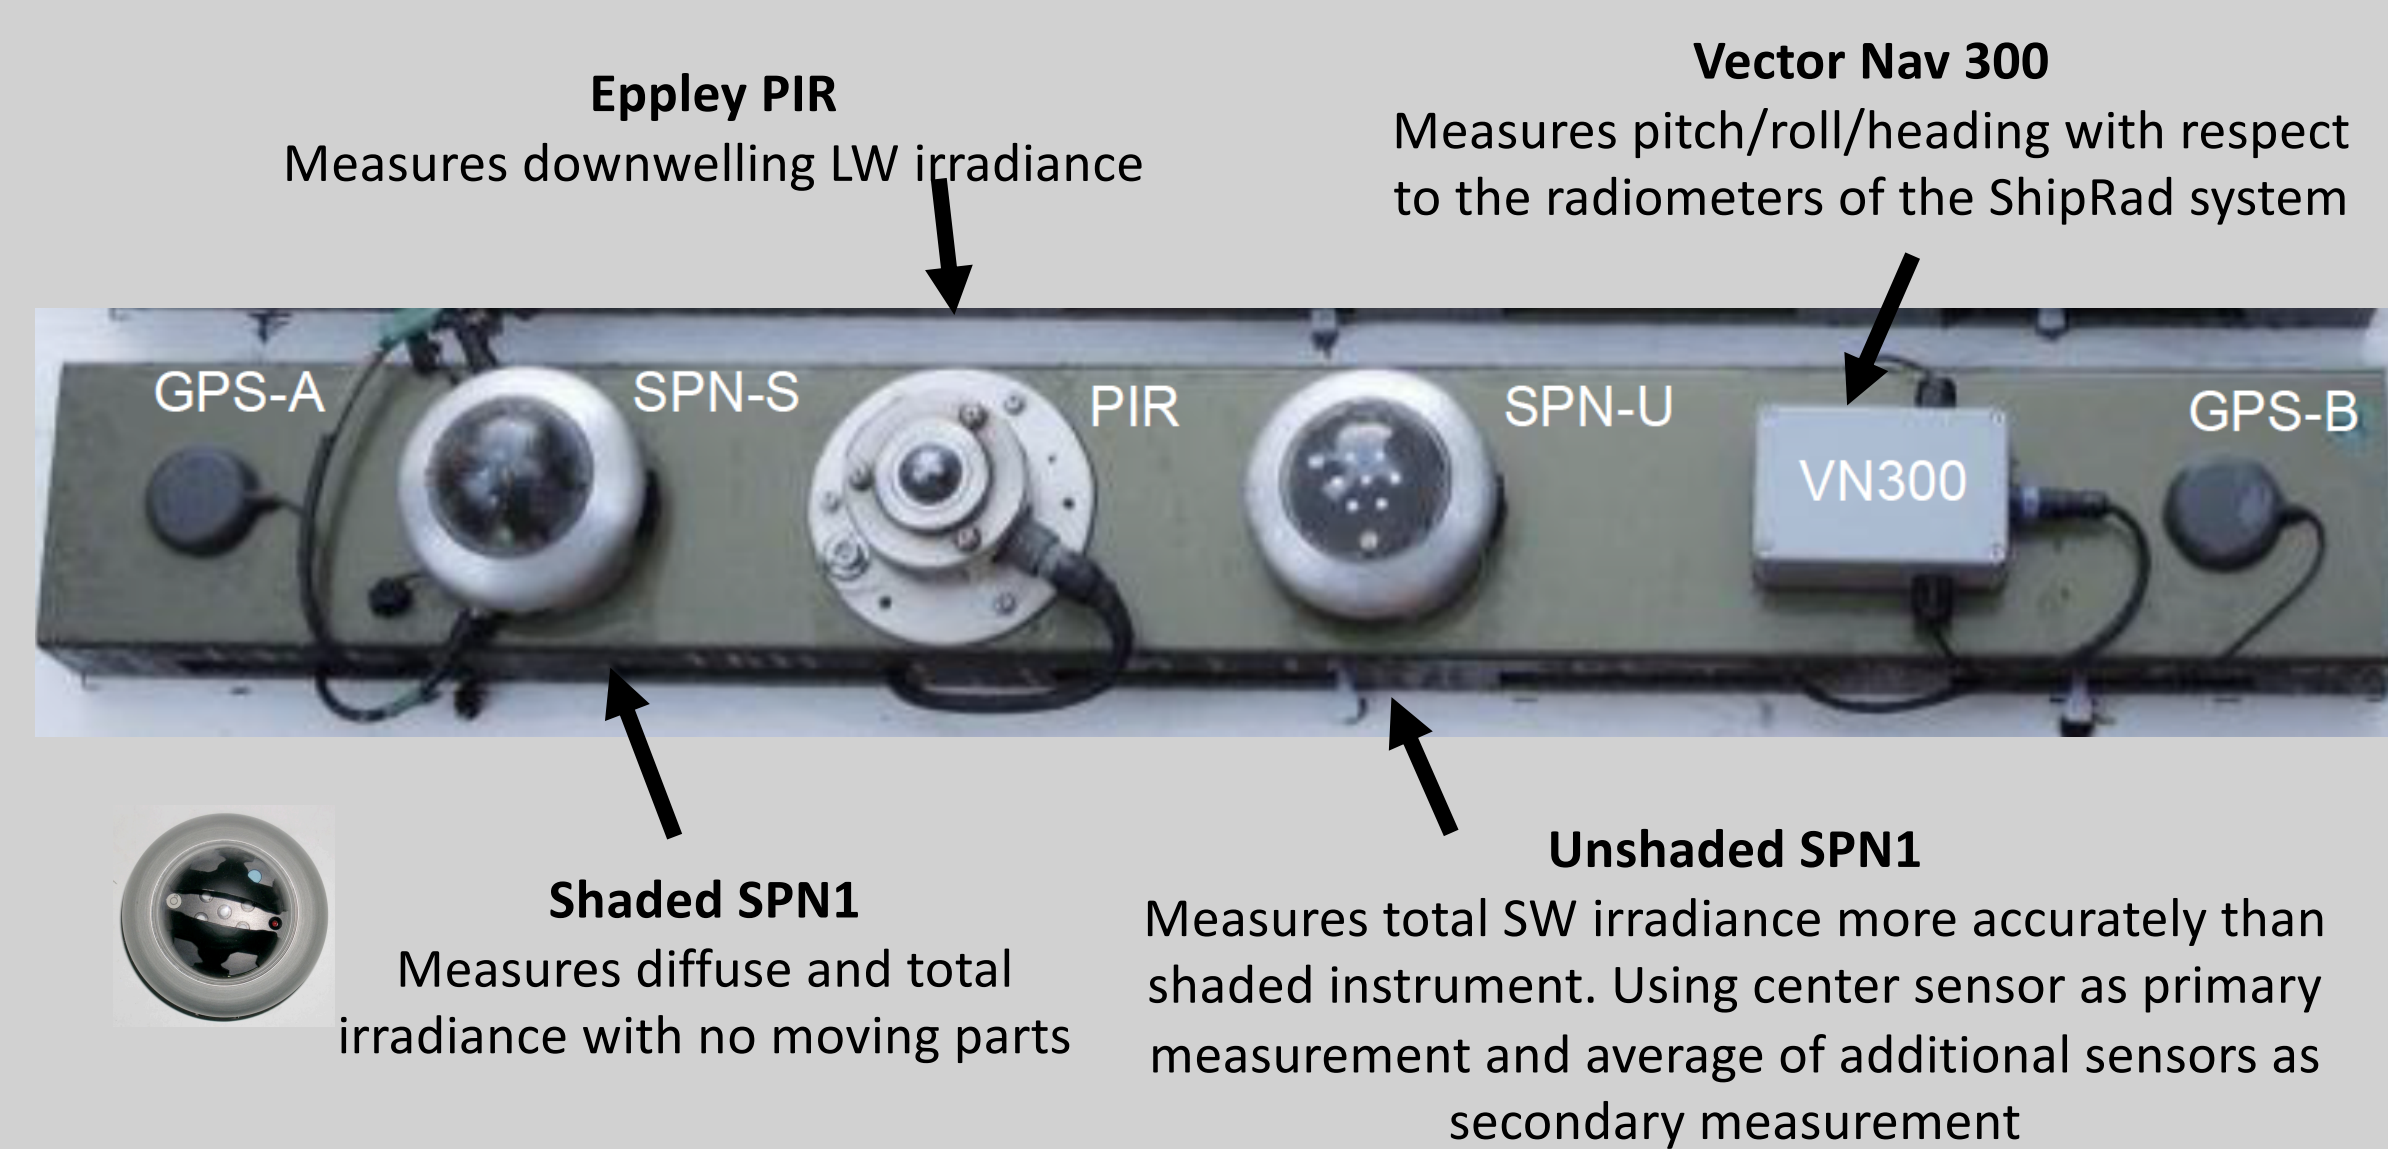 Eppley PIR
Measures downwelling LW irradiance
Vector Nav 300
Measures pitch/roll/heading with respect
to the radiometers of the ShipRad system
GPS-A
SPN-S
PIR
SPN-U
VN300
GPS-B
Shaded SPN1
Measures diffuse and total
irradiance with no moving parts
Unshaded SPN1
Measures total SW irradiance more accurately than
shaded instrument. Using center sensor as primary
measurement and average of additional sensors as
secondary measurement